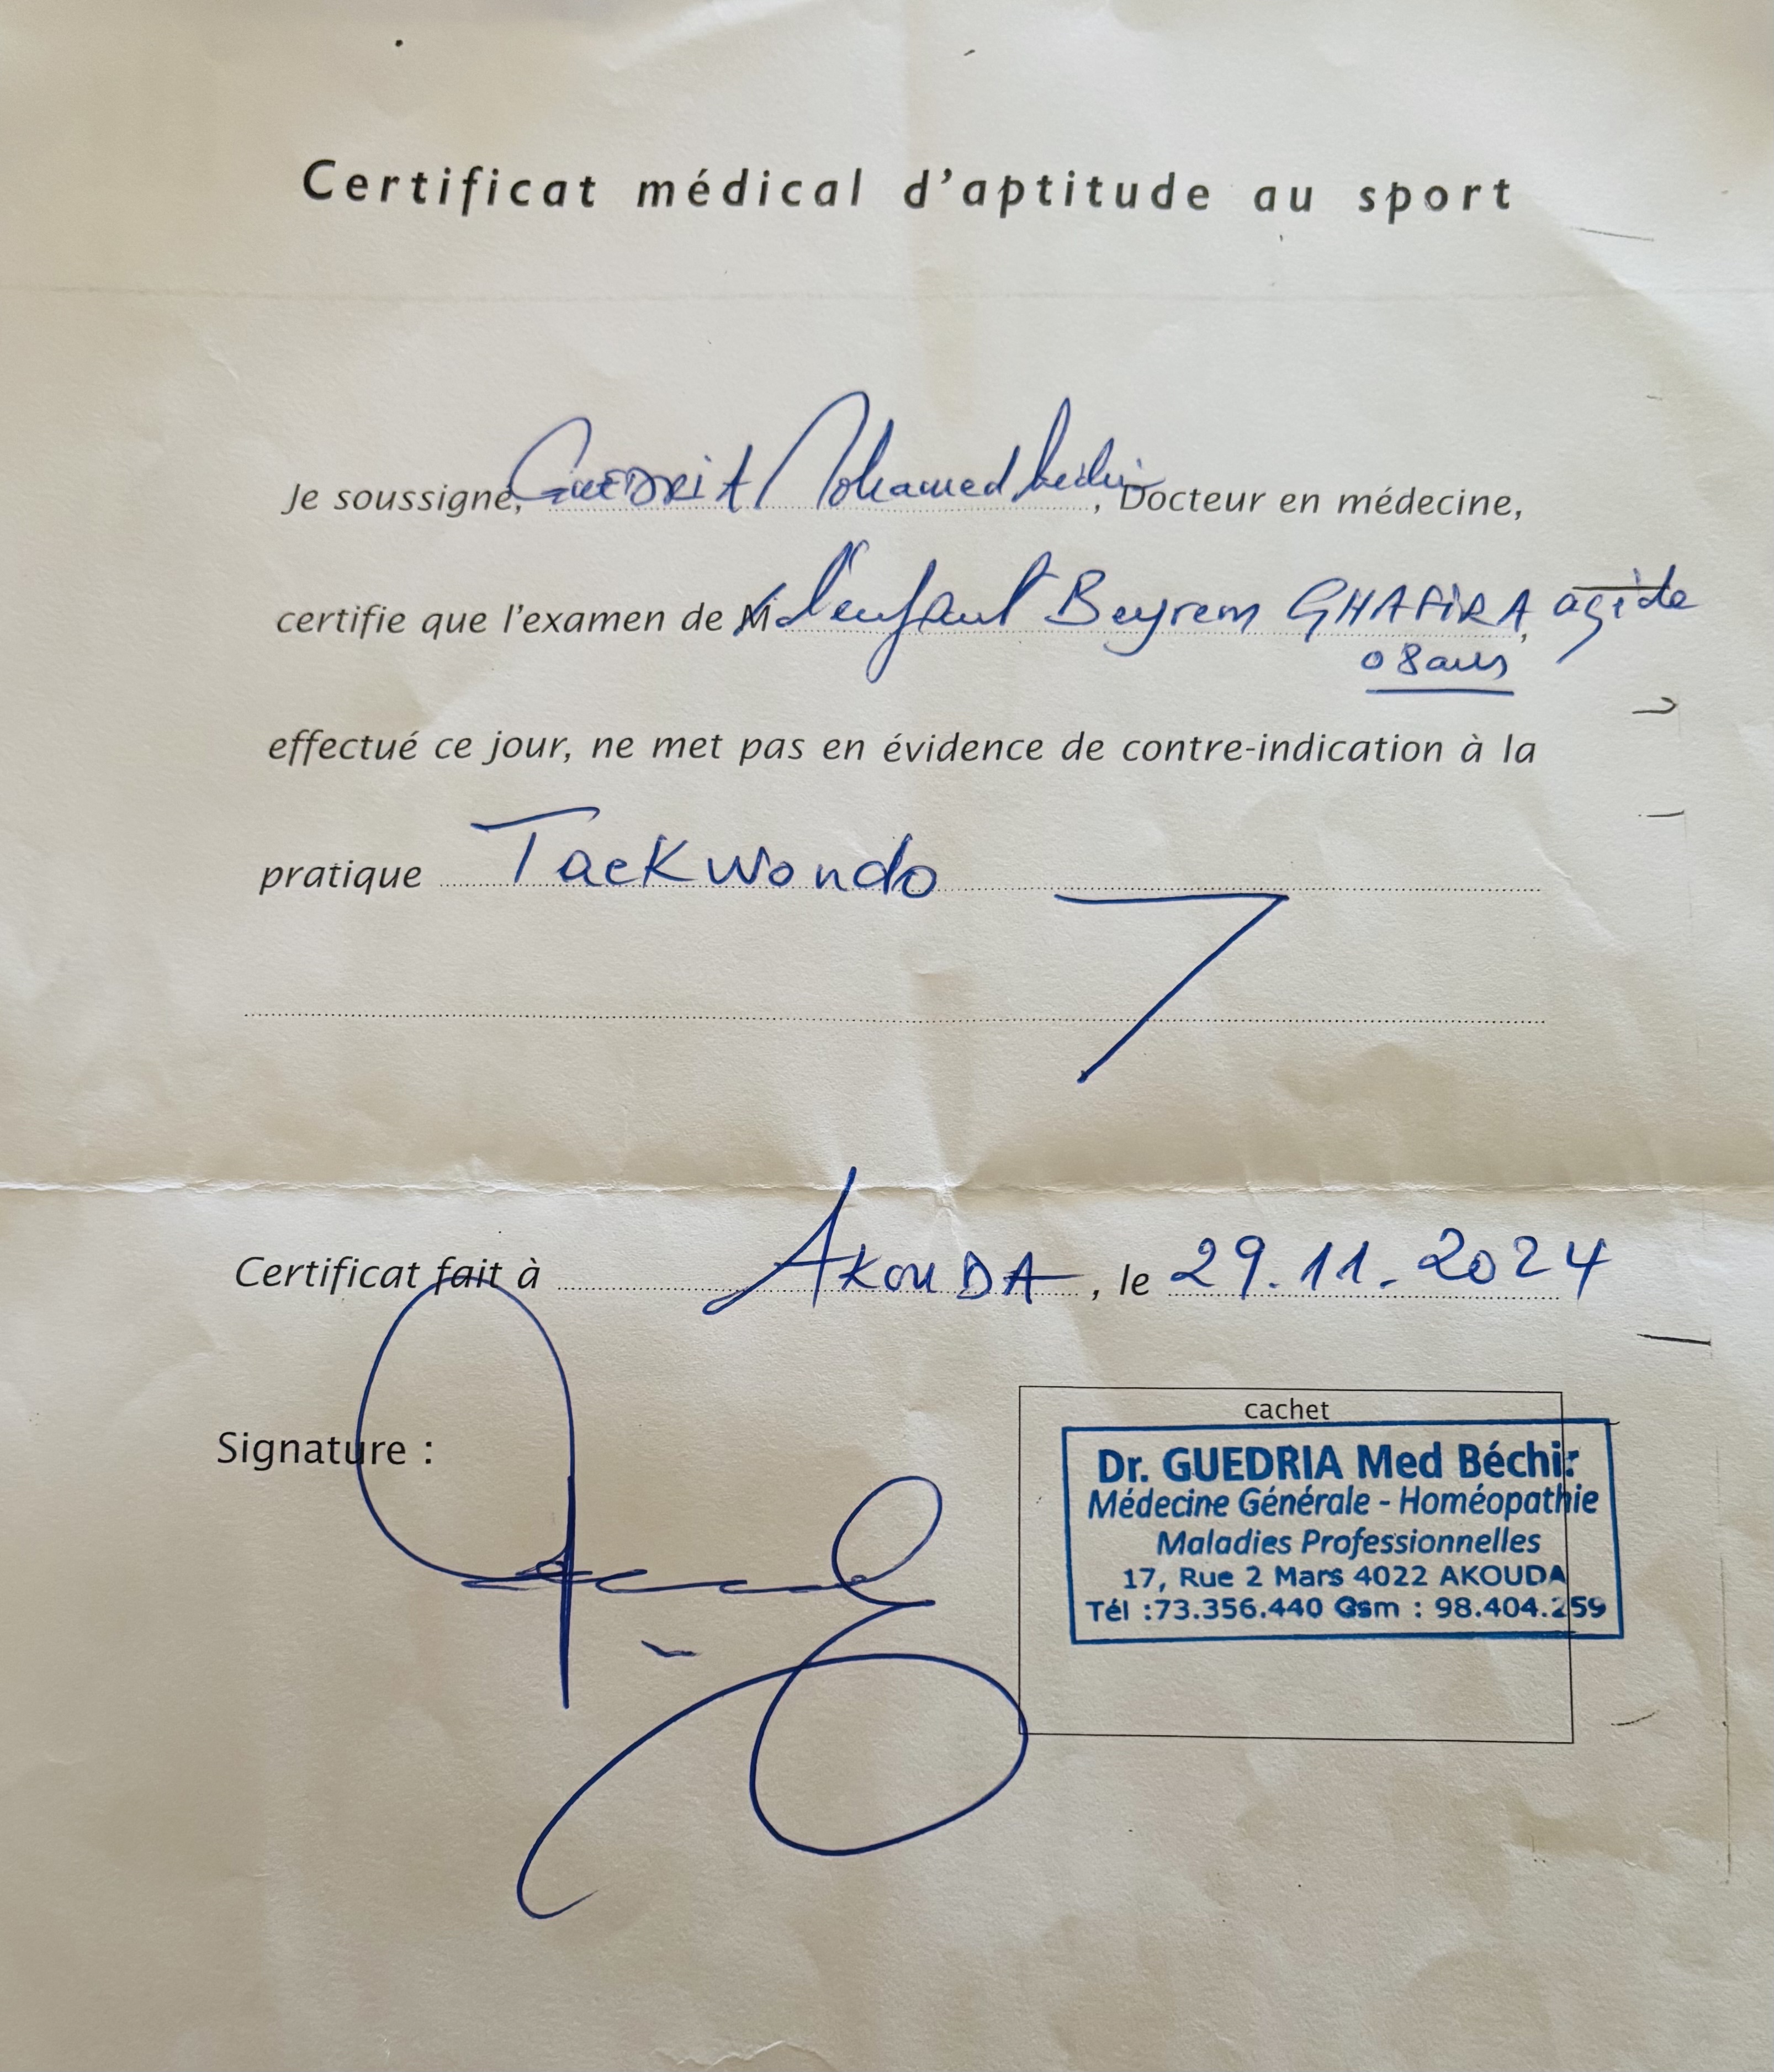 Certificat médical d'aptitude au sport
Je soussigné, GUEDRIA Mohamed Bechir, Docteur en médecine,
certifie que l'examen de M l'enfant Beyrem GHAFIRA, agé de
08 ans
effectué ce jour, ne met pas en évidence de contre-indication à la
pratique Taekwondo
Certificat fait à AKOUDA, le 29.11.2024
Signature :
cachet
Dr. GUEDRIA Med Béchir
Médecine Générale - Homéopathie
Maladies Professionnelles
17, Rue 2 Mars 4022 AKOUDA
Tél :73.356.440 Gsm : 98.404.259